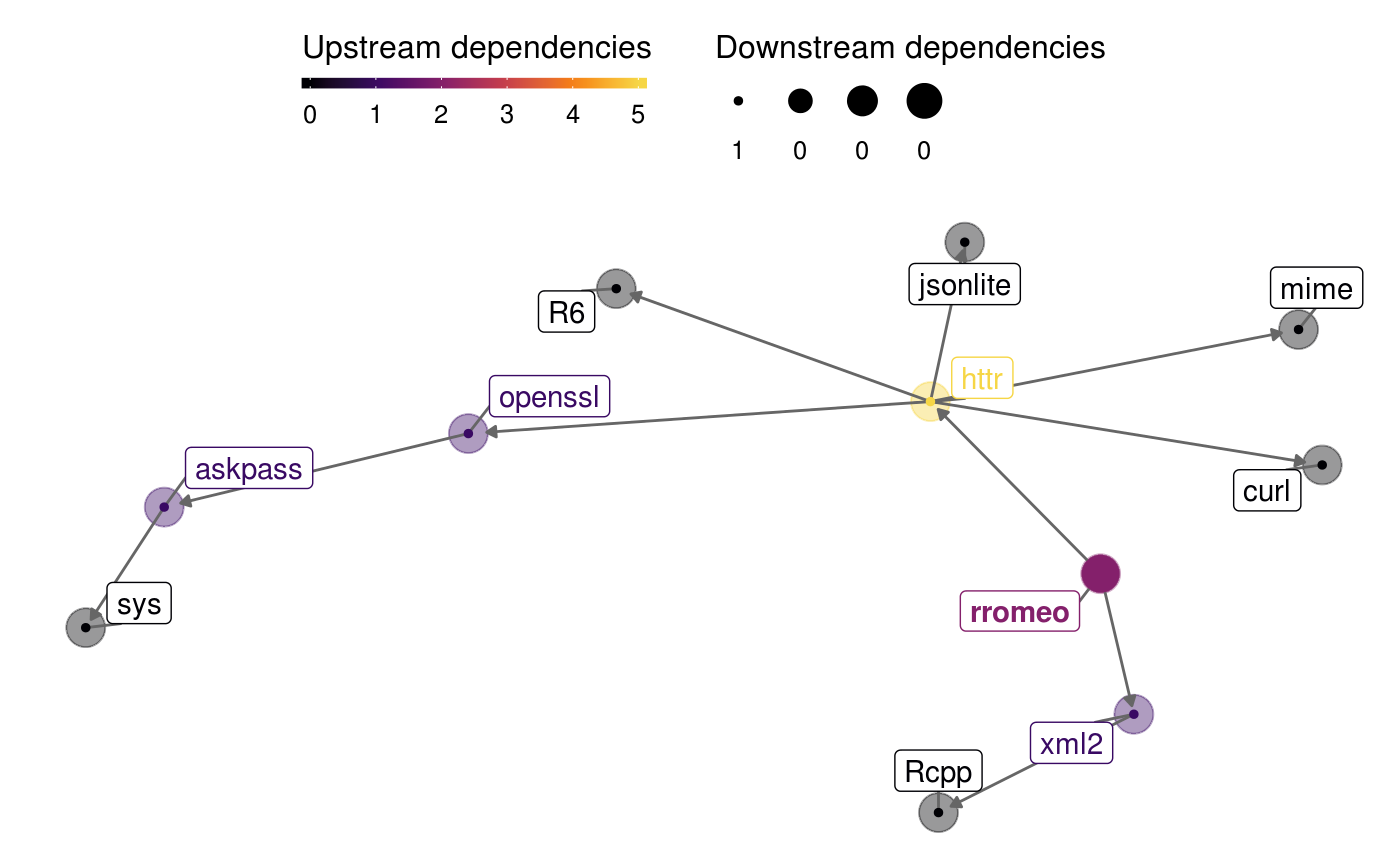 Upstream dependencies
0 1 2 3 4 5
Downstream dependencies
1 0 0 0
jsonlite
mime
R6
httr
openssl
askpass
curl
sys
rromeo
xml2
Rcpp